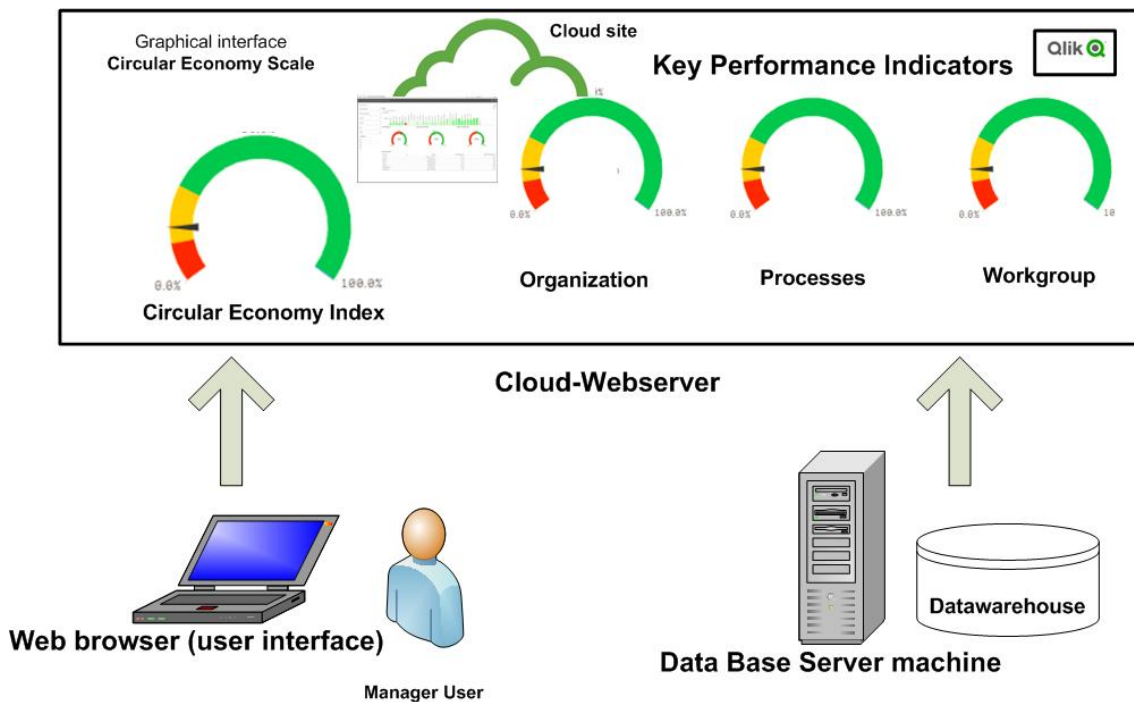 Graphical interface
Circular Economy Scale
Cloud site
Key Performance Indicators
Qlik
0.0%
100.0%
Circular Economy Index
0.0%
100.0%
Organization
0.0%
100.0%
Processes
0.0%
10
Workgroup
Cloud-Webserver
Web browser (user interface)
Manager User
Data Base Server machine
Datawarehouse